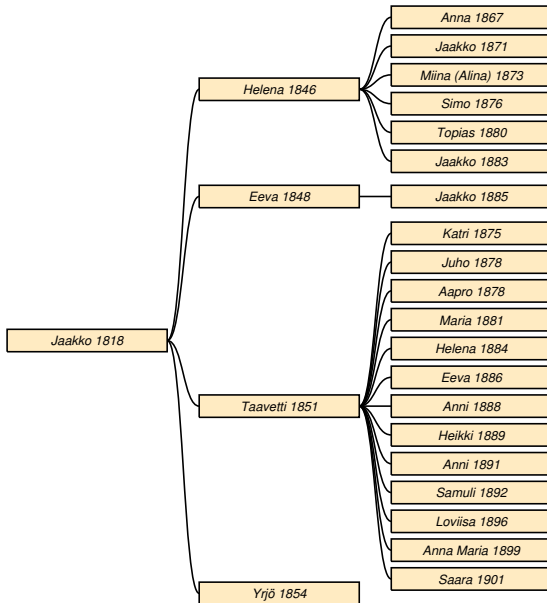 Jaakko 1818
Helena 1846
Anna 1867
Jaakko 1871
Miina (Alina) 1873
Simo 1876
Topias 1880
Jaakko 1883
Eeva 1848
Jaakko 1885
Taavetti 1851
Katri 1875
Juho 1878
Aapro 1878
Maria 1881
Helena 1884
Eeva 1886
Anni 1888
Heikki 1889
Anni 1891
Samuli 1892
Loviisa 1896
Anna Maria 1899
Saara 1901
Yrjö 1854